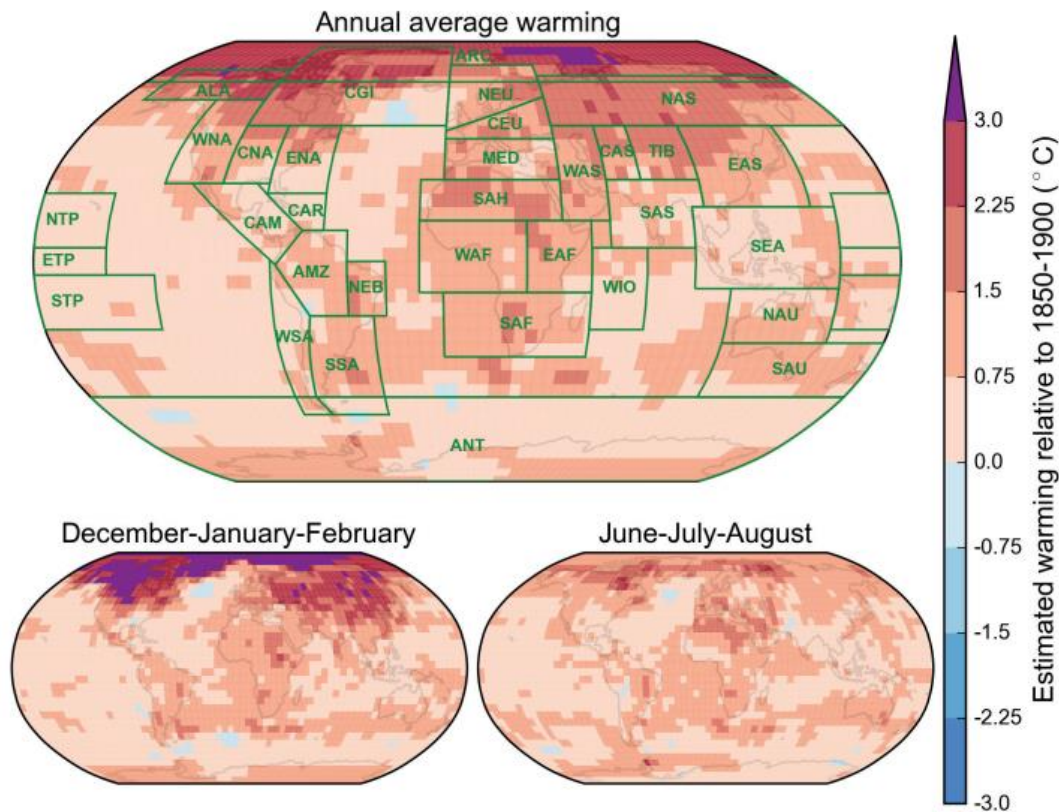 Annual average warming
ARC
ALA
CGI
NEU
NAS
CEU
WNA
CNA
ENA
MED
WAS
CAS
TIB
EAS
SAH
NTP
CAM
CAR
SAS
SEA
ETP
AMZ
WAF
EAF
STP
NEB
WIO
WSA
SAF
NAU
SSA
SAU
ANT
December-January-February
June-July-August
3.0
2.25
1.5
0.75
0.0
-0.75
-1.5
-2.25
-3.0
Estimated warming relative to 1850-1900 (°C)